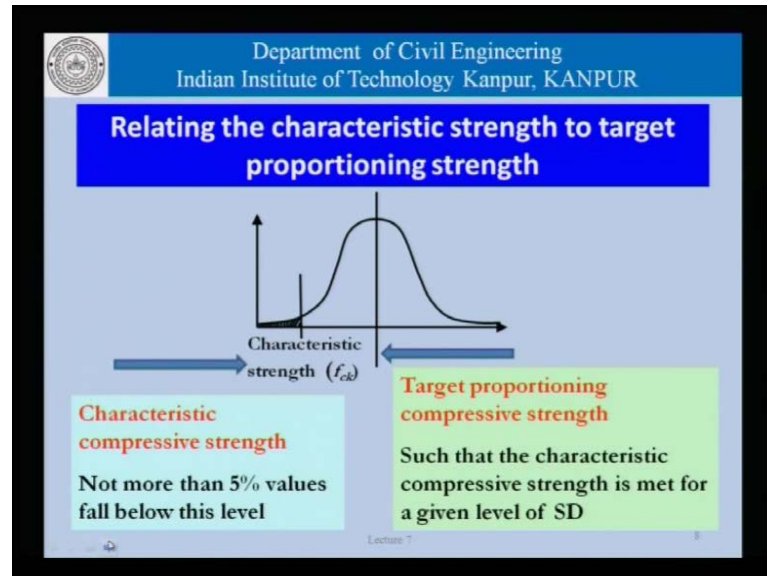 Department of Civil Engineering
Indian Institute of Technology Kanpur, KANPUR
Relating the characteristic strength to target
proportioning strength
Characteristic
strength (fck)
Characteristic
compressive strength
Not more than 5% values
fall below this level
Target proportioning
compressive strength
Such that the characteristic
compressive strength is met for
a given level of SD
Lecture 7
8